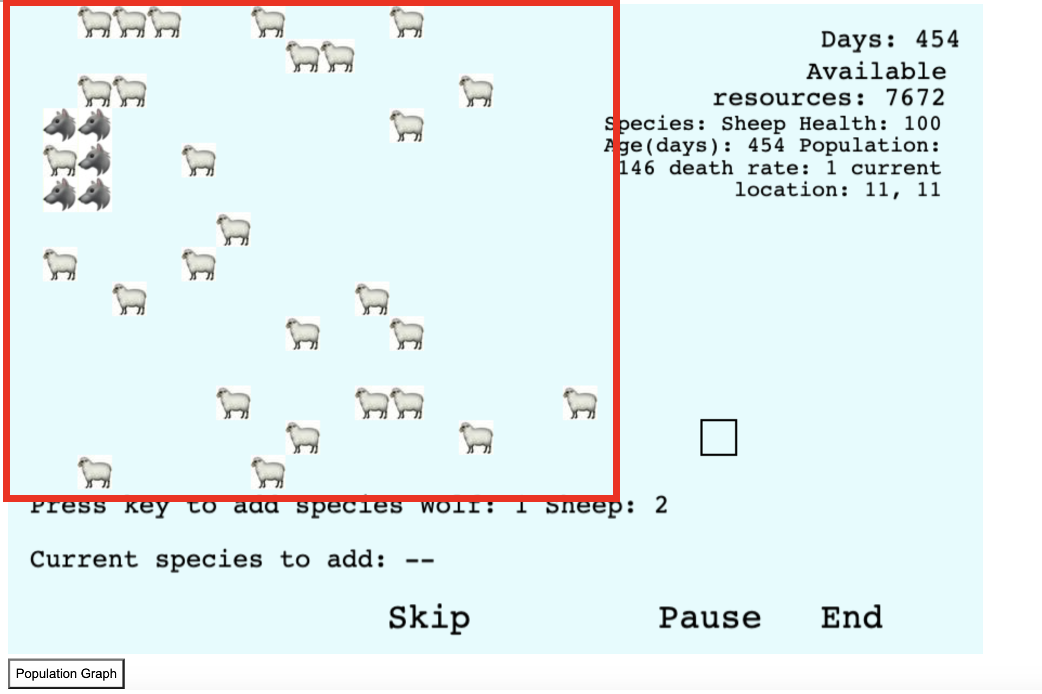 Days: 454
Available
resources: 7672
Species: Sheep Health: 100
Age(days): 454 Population:
146 death rate: 1 current
location: 11, 11
Press key to add species Wolf: 1 Sheep: 2
Current species to add: --
Skip Pause End
Population Graph